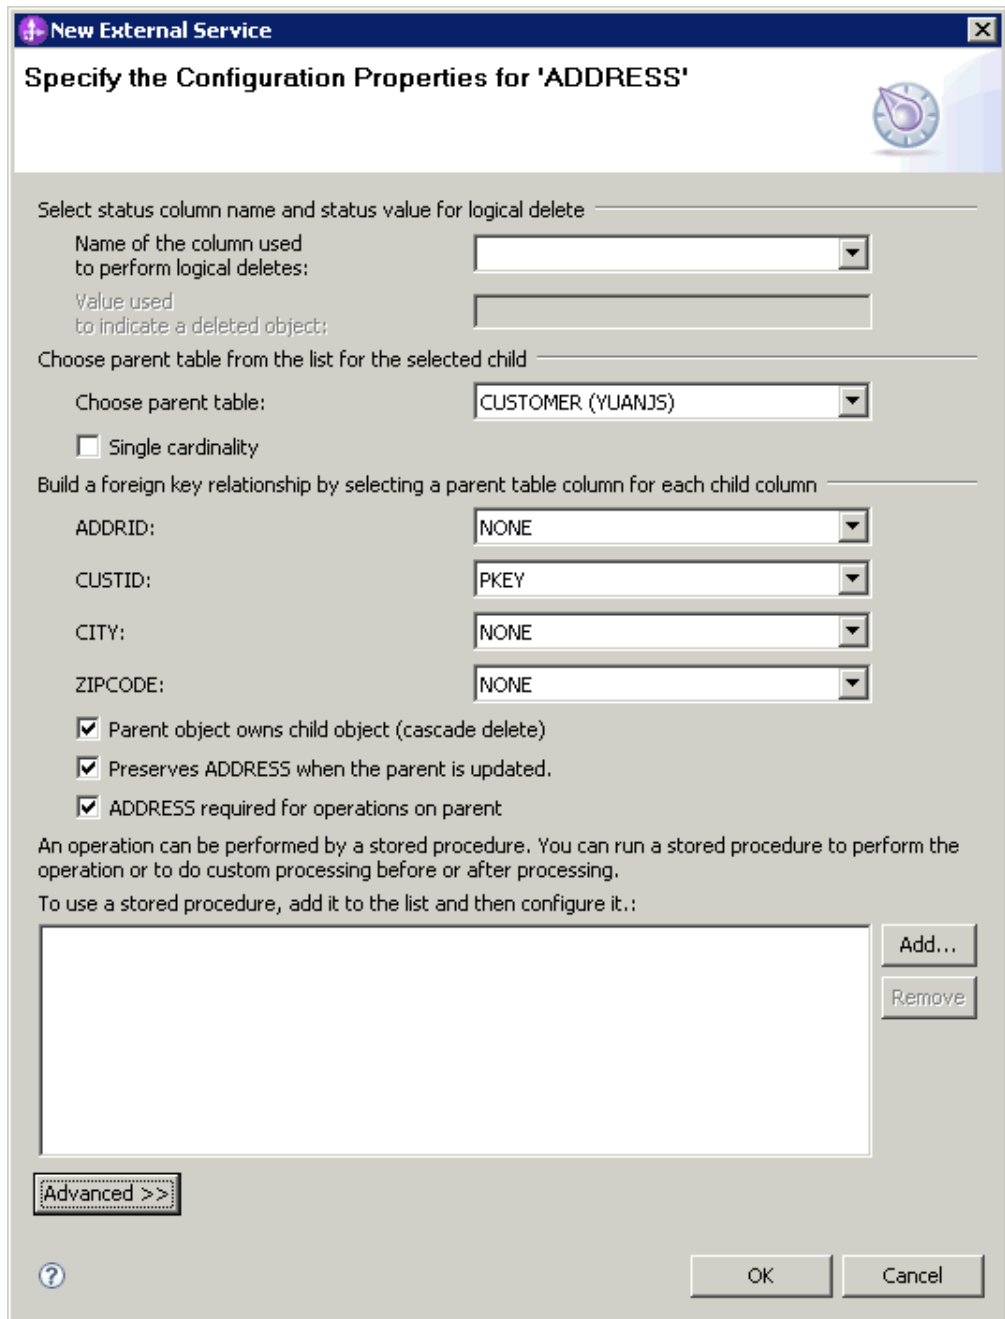 New External Service
Specify the Configuration Properties for 'ADDRESS'
Select status column name and status value for logical delete
Name of the column used
to perform logical deletes:
Value used
to indicate a deleted object:
Choose parent table from the list for the selected child
Choose parent table:
CUSTOMER (YUANJS)
Single cardinality
Build a foreign key relationship by selecting a parent table column for each child column
ADDRID:
NONE
CUSTID:
PKEY
CITY:
NONE
ZIPCODE:
NONE
Parent object owns child object (cascade delete)
Preserves ADDRESS when the parent is updated.
ADDRESS required for operations on parent
An operation can be performed by a stored procedure. You can run a stored procedure to perform the
operation or to do custom processing before or after processing.
To use a stored procedure, add it to the list and then configure it.:
Add...
Remove
Advanced >>
?
OK
Cancel